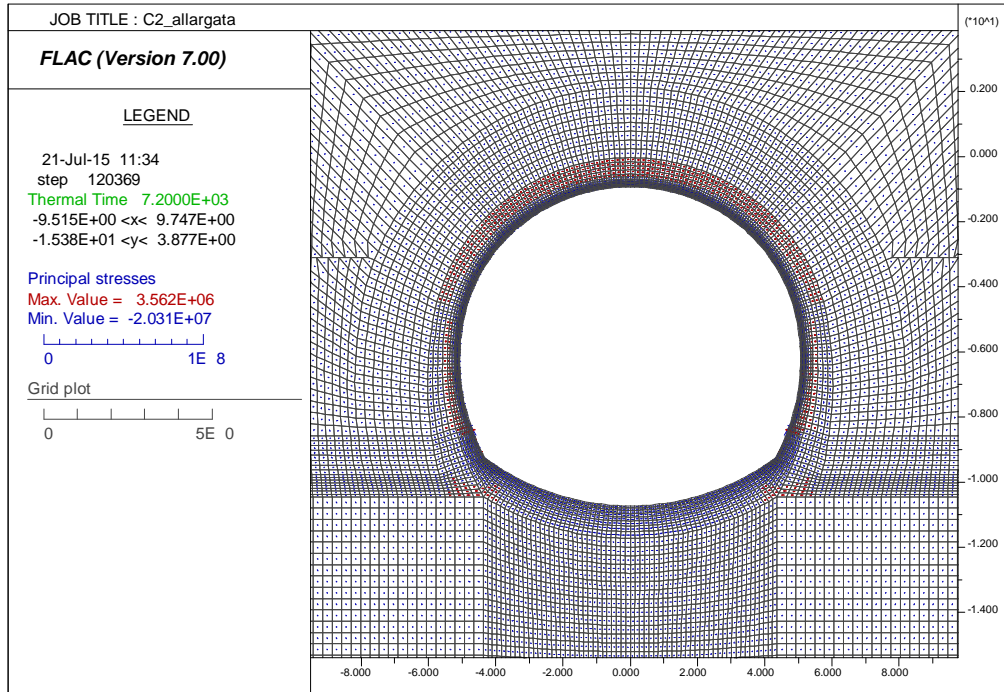 JOB TITLE : C2_allargata
(*10^1)
FLAC (Version 7.00)
LEGEND
21-Jul-15 11:34
step 120369
Thermal Time 7.2000E+03
-9.515E+00 <x< 9.747E+00
-1.538E+01 <y< 3.877E+00
Principal stresses
Max. Value = 3.562E+06
Min. Value = -2.031E+07
0 1E 8
Grid plot
0 5E 0
0.200
0.000
-0.200
-0.400
-0.600
-0.800
-1.000
-1.200
-1.400
-8.000 -6.000 -4.000 -2.000 0.000 2.000 4.000 6.000 8.000